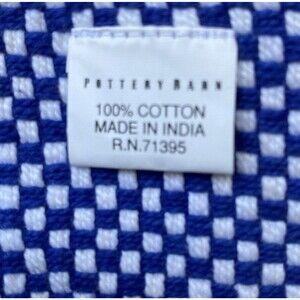 POTTERY BARN
100% COTTON
MADE IN INDIA
R.N.71395